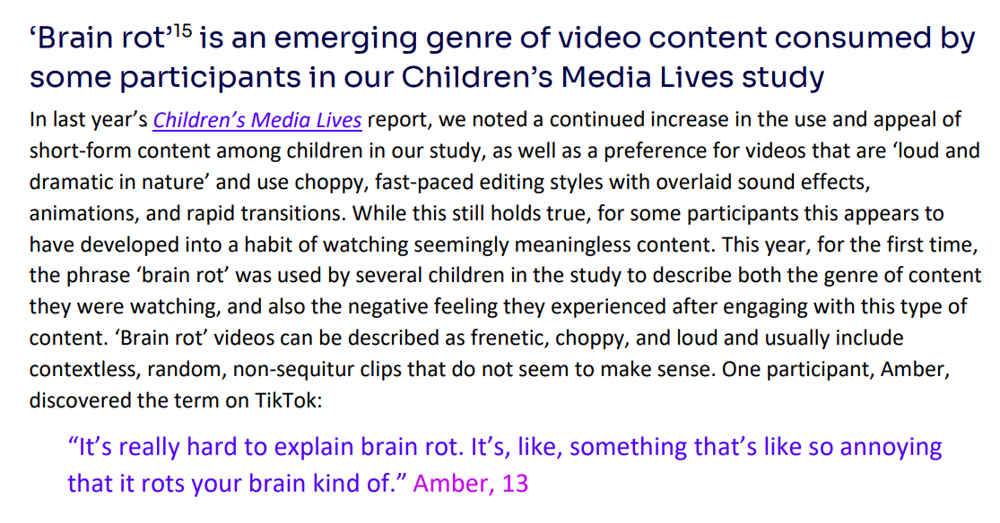 ‘Brain rot’15 is an emerging genre of video content consumed by
some participants in our Children’s Media Lives study
In last year’s Children’s Media Lives report, we noted a continued increase in the use and appeal of
short-form content among children in our study, as well as a preference for videos that are ‘loud and
dramatic in nature’ and use choppy, fast-paced editing styles with overlaid sound effects,
animations, and rapid transitions. While this still holds true, for some participants this appears to
have developed into a habit of watching seemingly meaningless content. This year, for the first time,
the phrase ‘brain rot’ was used by several children in the study to describe both the genre of content
they were watching, and also the negative feeling they experienced after engaging with this type of
content. ‘Brain rot’ videos can be described as frenetic, choppy, and loud and usually include
contextless, random, non-sequitur clips that do not seem to make sense. One participant, Amber,
discovered the term on TikTok:
“It’s really hard to explain brain rot. It’s, like, something that’s like so annoying
that it rots your brain kind of.” Amber, 13